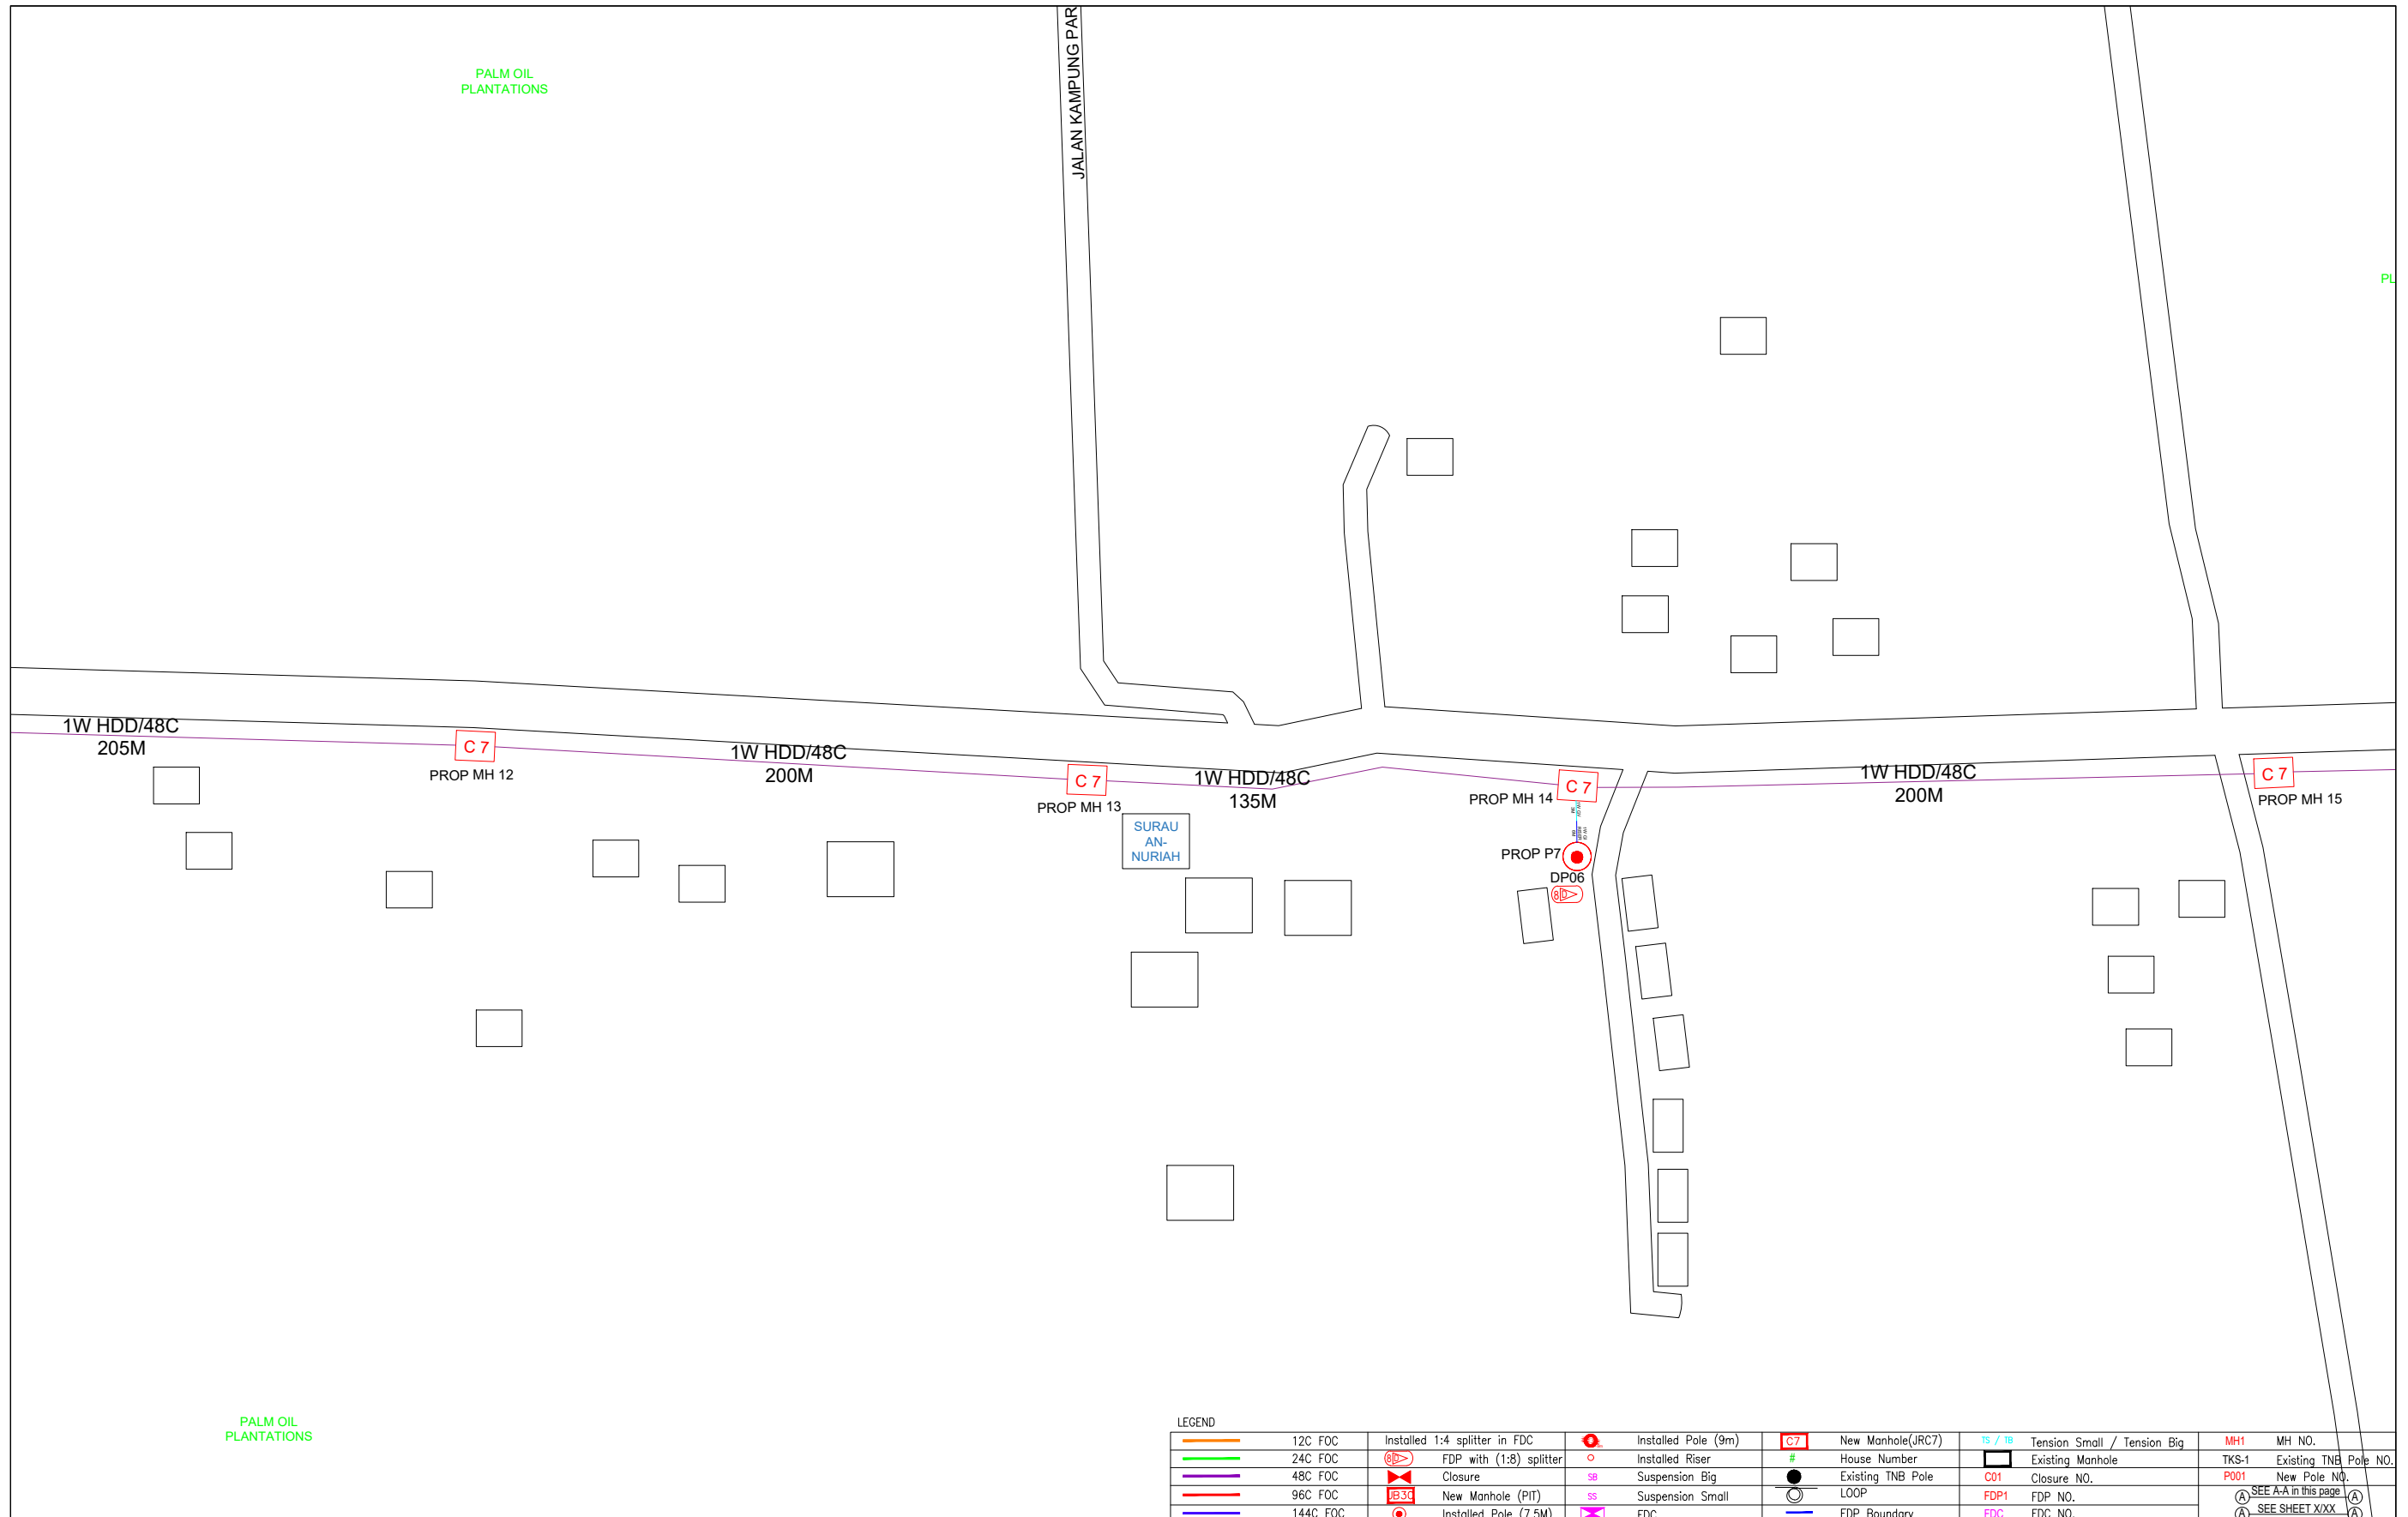 JALAN KAMPUNG PAR
PALM OIL
PLANTATIONS
PL
1W HDD/48C
205M
C 7
PROP MH 12
1W HDD/48C
200M
C 7
PROP MH 13
1W HDD/48C
135M
C 7
PROP MH 14
1W HDD/48C
200M
C 7
PROP MH 15
SURAU
AN-
NURIAH
PROP P7
DP06
8D
PALM OIL
PLANTATIONS
LEGEND
12C FOC
Installed 1:4 splitter in FDC
Installed Pole (9m)
C7
New Manhole(JRC7)
TS / TB
Tension Small / Tension Big
MH1
MH NO.
24C FOC
8D
FDP with (1:8) splitter
Installed Riser
#
House Number
Existing Manhole
TKS-1
Existing TNB Pole NO.
48C FOC
Closure
SB
Suspension Big
Existing TNB Pole
C01
Closure NO.
P001
New Pole NO.
96C FOC
JB30
New Manhole (PIT)
SS
Suspension Small
LOOP
FDP1
FDP NO.
A
SEE A-A in this page
A
144C FOC
Installed Pole (7.5M)
FDC
FDP Boundary
FDC
FDC NO.
A
SEE SHEET X/XX
A